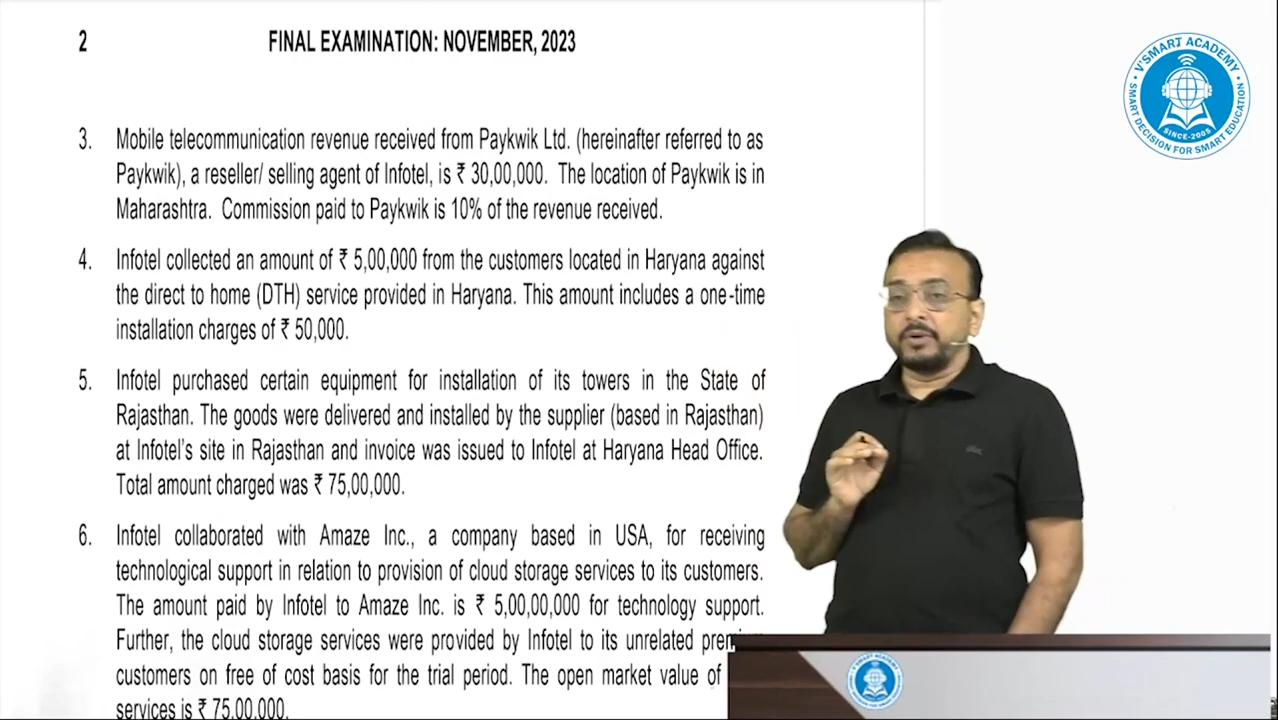 2 FINAL EXAMINATION: NOVEMBER, 2023
V'SMART ACADEMY
SINCE-2005
SMART DECISION FOR SMART EDUCATION
3. Mobile telecommunication revenue received from Paykwik Ltd. (hereinafter referred to as
Paykwik), a reseller/ selling agent of Infotel, is ₹ 30,00,000. The location of Paykwik is in
Maharashtra. Commission paid to Paykwik is 10% of the revenue received.
4. Infotel collected an amount of ₹ 5,00,000 from the customers located in Haryana against
the direct to home (DTH) service provided in Haryana. This amount includes a one-time
installation charges of ₹ 50,000.
5. Infotel purchased certain equipment for installation of its towers in the State of
Rajasthan. The goods were delivered and installed by the supplier (based in Rajasthan)
at Infotel's site in Rajasthan and invoice was issued to Infotel at Haryana Head Office.
Total amount charged was ₹ 75,00,000.
6. Infotel collaborated with Amaze Inc., a company based in USA, for receiving
technological support in relation to provision of cloud storage services to its customers.
The amount paid by Infotel to Amaze Inc. is ₹ 5,00,00,000 for technology support.
Further, the cloud storage services were provided by Infotel to its unrelated
customers on free of cost basis for the trial period. The open market value of
services is ₹ 75,00,000.